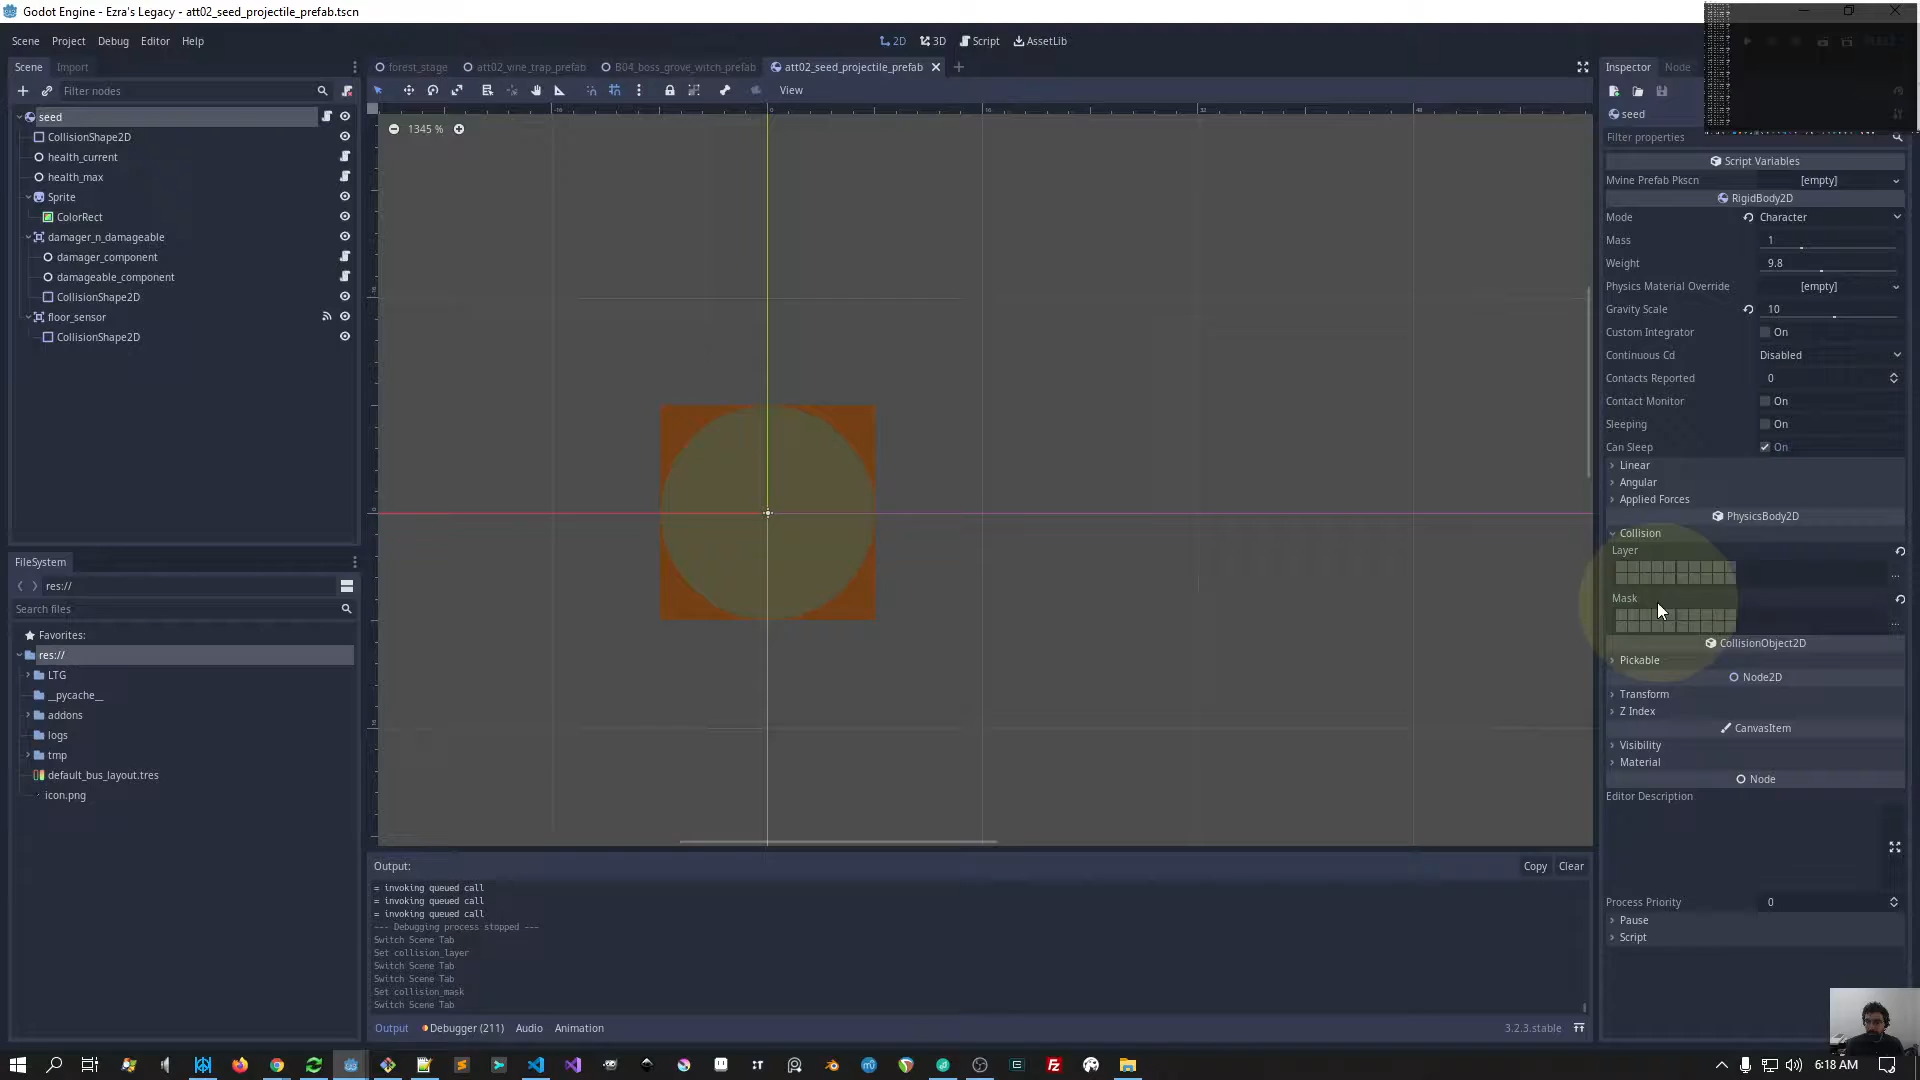 Godot Engine - Ezra's Legacy - att02_seed_projectile_prefab.tscn
Scene Project Debug Editor Help
2D 3D Script AssetLib
Scene Import
forest_stage att02_vine_trap_prefab B04_boss_grove_witch_prefab att02_seed_projectile_prefab
Inspector Node
Filter nodes
View
seed
CollisionShape2D
health_current
health_max
Sprite
ColorRect
damager_n_damageable
damager_component
damageable_component
CollisionShape2D
floor_sensor
CollisionShape2D
1345 %
seed
Filter properties
Script Variables
Mvine Prefab Pkscn [empty]
RigidBody2D
Mode Character
Mass 1
Weight 9.8
Physics Material Override [empty]
Gravity Scale 10
Custom Integrator On
Continuous Cd Disabled
Contacts Reported 0
Contact Monitor On
Sleeping On
Can Sleep On
Linear
Angular
Applied Forces
PhysicsBody2D
Collision
Layer
...
Mask
...
CollisionObject2D
Pickable
Node2D
Transform
Z Index
CanvasItem
Visibility
Material
Node
Editor Description
Process Priority 0
Pause
Script
FileSystem
res://
Search files
Favorites:
res://
LTG
__pycache__
addons
logs
tmp
default_bus_layout.tres
icon.png
Output:
Copy Clear
= invoking queued call
= invoking queued call
= invoking queued call
--- Debugging process stopped ---
Switch Scene Tab
Set collision_layer
Switch Scene Tab
Switch Scene Tab
Set collision_mask
Switch Scene Tab
Output Debugger (211) Audio Animation
3.2.3.stable
6:18 AM